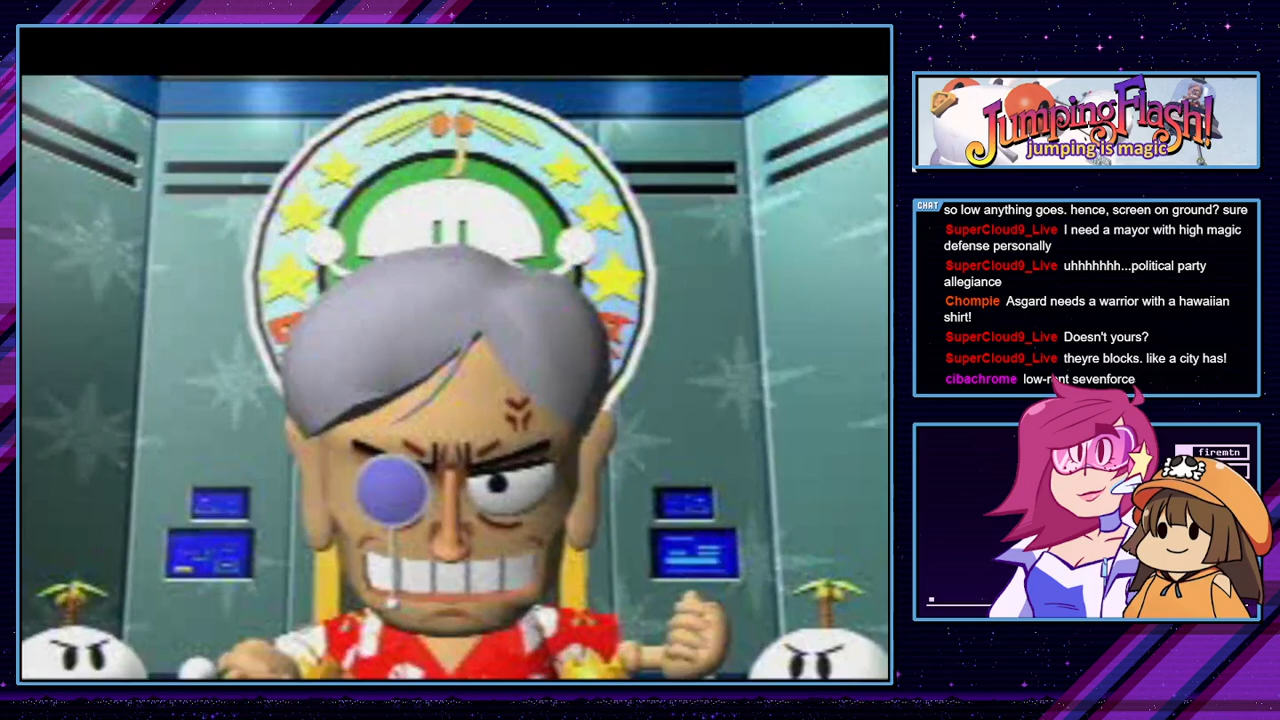 Jumping Flash!
jumping is magic
CHAT
so low anything goes. hence, screen on ground? sure
SuperCloud9_Live I need a mayor with high magic
defense personally
SuperCloud9_Live uhhhhhhh...political party
allegiance
Chompie Asgard needs a warrior with a hawaiian
shirt!
SuperCloud9_Live Doesn't yours?
SuperCloud9_Live theyre blocks. like a city has!
cibachrome low-rent sevenforce
firemtn